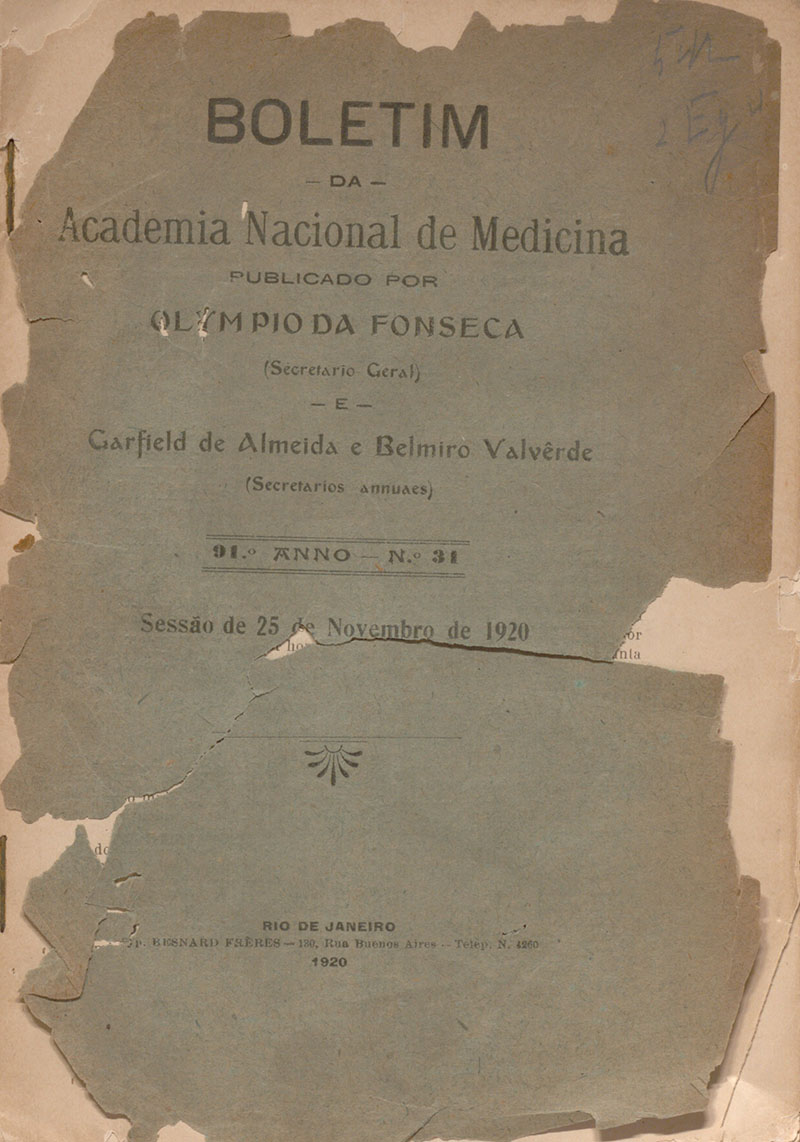 BOLETIM
— DA —
Academia Nacional de Medicina
PUBLICADO POR
OLYMPIO DA FONSECA
(Secretario Geral)
— E —
Garfield de Almeida e Belmiro Valvêrde
(Secretarios annuaes)
91.º ANNO — N.º 31
Sessão de 25 de Novembro de 1920
RIO DE JANEIRO
yp. BESNARD FRÈRES — 130, Rua Buenos Aires — Telep. N. 4260
1920